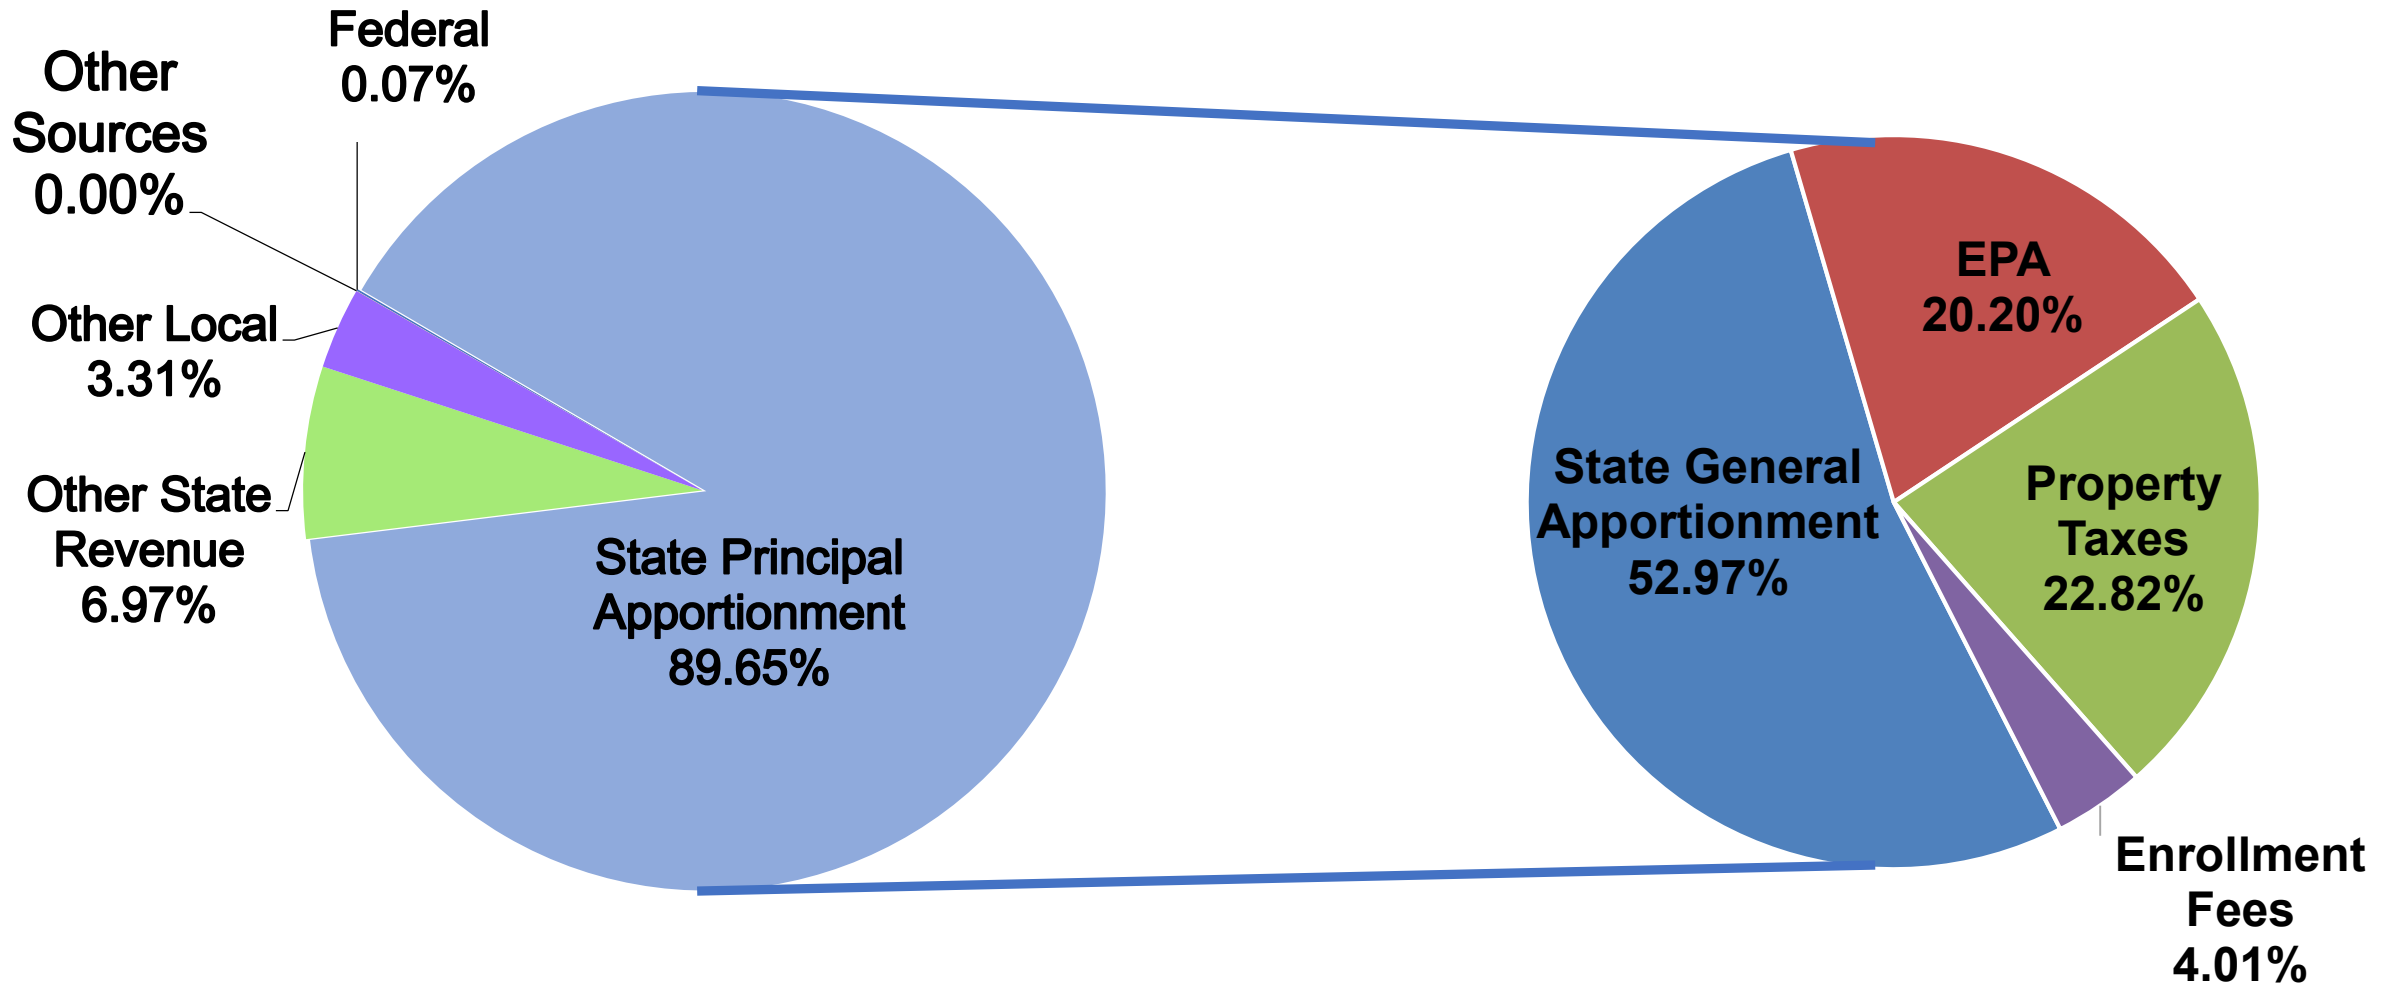 Federal
0.07%
Other
Sources
0.00%
Other Local
3.31%
Other State
Revenue
6.97%
State Principal
Apportionment
89.65%
EPA
20.20%
State General
Apportionment
52.97%
Property
Taxes
22.82%
Enrollment
Fees
4.01%